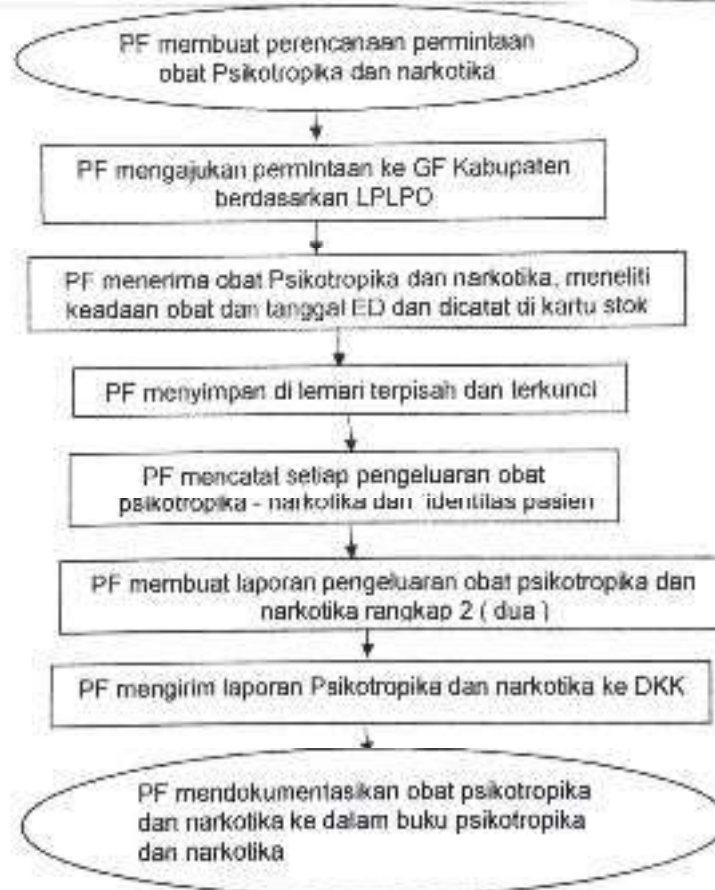 PF membuat perencanaan permintaan
obat Psikotropika dan narkotika
PF mengajukan permintaan ke GF Kabupaten
berdasarkan LPLPO
PF menerima obat Psikotropika dan narkotika, meneliti
keadaan obat dan tanggal ED dan dicatat di kartu stok
PF menyimpan di lemari terpisah dan terkunci
PF mencatat setiap pengeluaran obat
psikotropika - narkotika dan identitas pasien
PF membuat laporan pengeluaran obat psikotropika dan
narkotika rangkap 2 ( dua )
PF mengirim laporan Psikotropika dan narkotika ke DKK
PF mendokumentasikan obat psikotropika
dan narkotika ke dalam buku psikotropika
dan narkotika